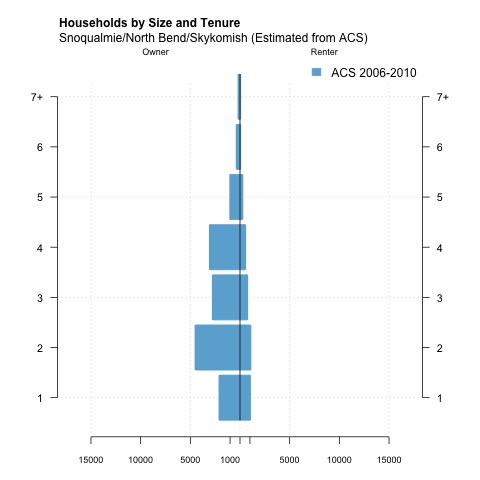 Households by Size and Tenure
Snoqualmie/North Bend/Skykomish (Estimated from ACS)
Owner Renter
ACS 2006-2010
7+ 7+
6 6
5 5
4 4
3 3
2 2
1 1
15000 10000 5000 1000 5000 10000 15000